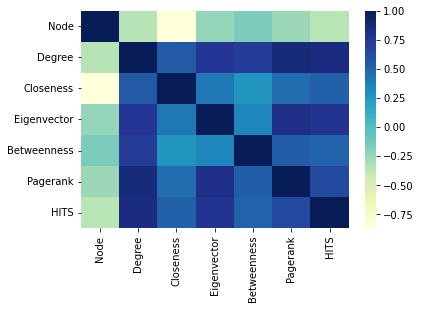 Node
Degree
Closeness
Eigenvector
Betweenness
Pagerank
HITS
Node
Degree
Closeness
Eigenvector
Betweenness
Pagerank
HITS
1.00
0.75
0.50
0.25
0.00
−0.25
−0.50
−0.75